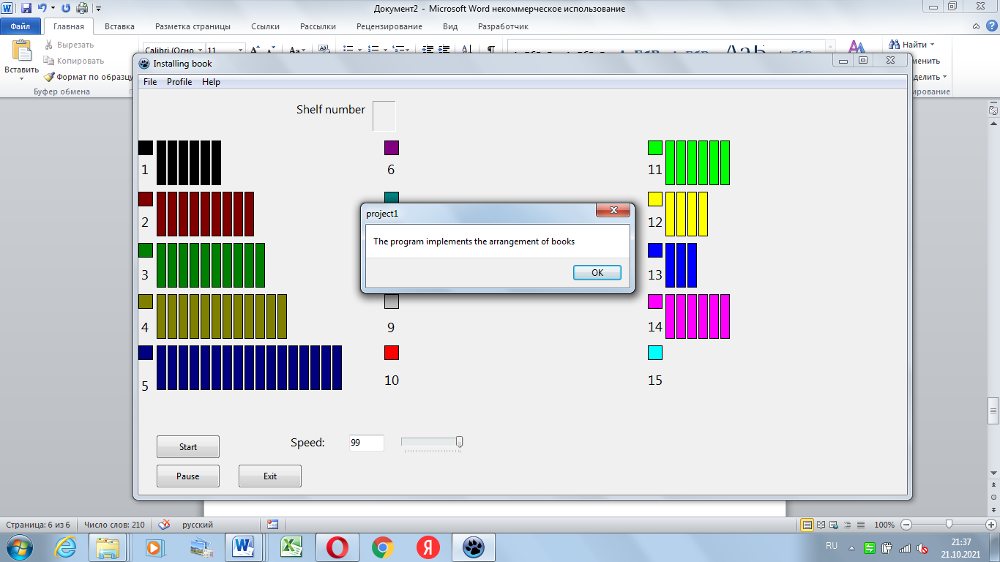 Документ2 - Microsoft Word некоммерческое использование
Файл Главная Вставка Разметка страницы Ссылки Рассылки Рецензирование Вид Разработчик
Вставить
Вырезать
Копировать
Формат по образцу
Буфер обмена
Calibri (Осно 11
Найти
Installing book
File Profile Help
Shelf number
1 6 11
2 12
3 13
4 9 14
5 10 15
project1
The program implements the arrangement of books
OK
Start
Speed: 99
Pause Exit
Страница: 6 из 6 Число слов: 210 русский 100%
RU
21:37
21.10.2021